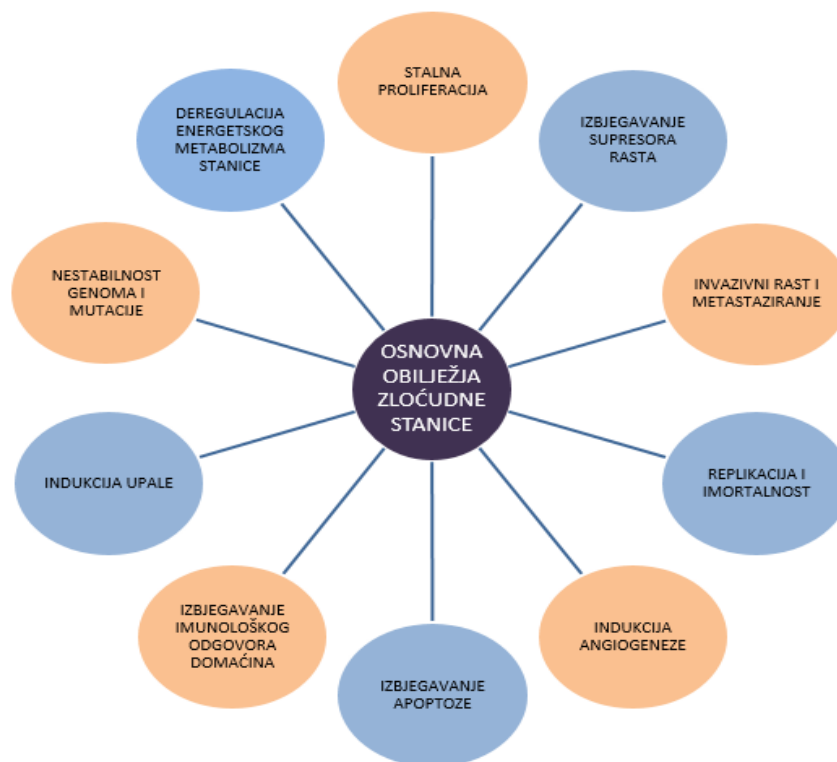 STALNA
PROLIFERACIJA
IZBJEGAVANJE
SUPRESORA
RASTA
INVAZIVNI RAST I
METASTAZIRANJE
REPLIKACIJA I
IMORTALNOST
INDUKCIJA
ANGIOGENEZE
IZBJEGAVANJE
APOPTOZE
IZBJEGAVANJE
IMUNOLOŠKOG
ODGOVORA
DOMAĆINA
INDUKCIJA UPALE
NESTABILNOST
GENOMA I
MUTACIJE
DEREGULACIJA
ENERGETSKOG
METABOLIZMA
STANICE
OSNOVNA
OBILJEŽJA
ZLOĆUDNE
STANICE